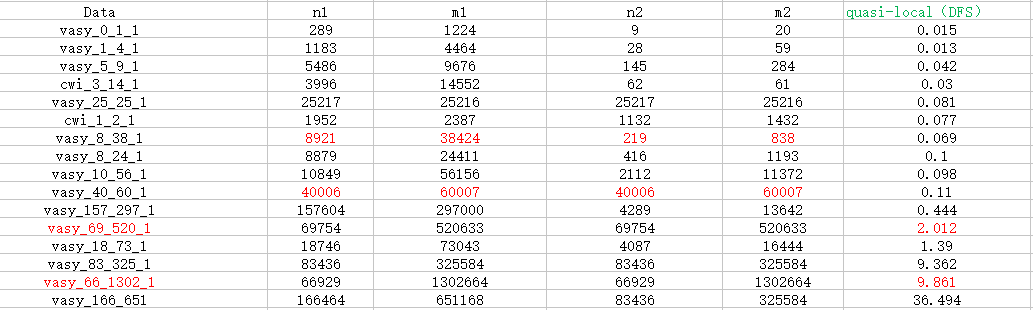 Data n1 m1 n2 m2 quasi-local（DFS）
vasy_0_1_1 289 1224 9 20 0.015
vasy_1_4_1 1183 4464 28 59 0.013
vasy_5_9_1 5486 9676 145 284 0.042
cwi_3_14_1 3996 14552 62 61 0.03
vasy_25_25_1 25217 25216 25217 25216 0.081
cwi_1_2_1 1952 2387 1132 1432 0.077
vasy_8_38_1 8921 38424 219 838 0.069
vasy_8_24_1 8879 24411 416 1193 0.1
vasy_10_56_1 10849 56156 2112 11372 0.098
vasy_40_60_1 40006 60007 40006 60007 0.11
vasy_157_297_1 157604 297000 4289 13642 0.444
vasy_69_520_1 69754 520633 69754 520633 2.012
vasy_18_73_1 18746 73043 4087 16444 1.39
vasy_83_325_1 83436 325584 83436 325584 9.362
vasy_66_1302_1 66929 1302664 66929 1302664 9.861
vasy_166_651 166464 651168 83436 325584 36.494